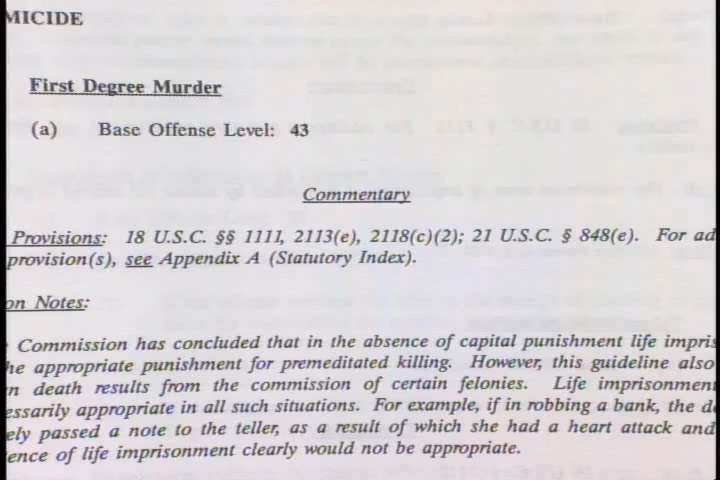 MICIDE
First Degree Murder
(a) Base Offense Level: 43
Commentary
Provisions: 18 U.S.C. §§ 1111, 2113(e), 2118(c)(2); 21 U.S.C. § 848(e). For ad
provision(s), see Appendix A (Statutory Index).
on Notes:
Commission has concluded that in the absence of capital punishment life impris
he appropriate punishment for premeditated killing. However, this guideline also
n death results from the commission of certain felonies. Life imprisonment
essarily appropriate in all such situations. For example, if in robbing a bank, the d
ely passed a note to the teller, as a result of which she had a heart attack and
ence of life imprisonment clearly would not be appropriate.